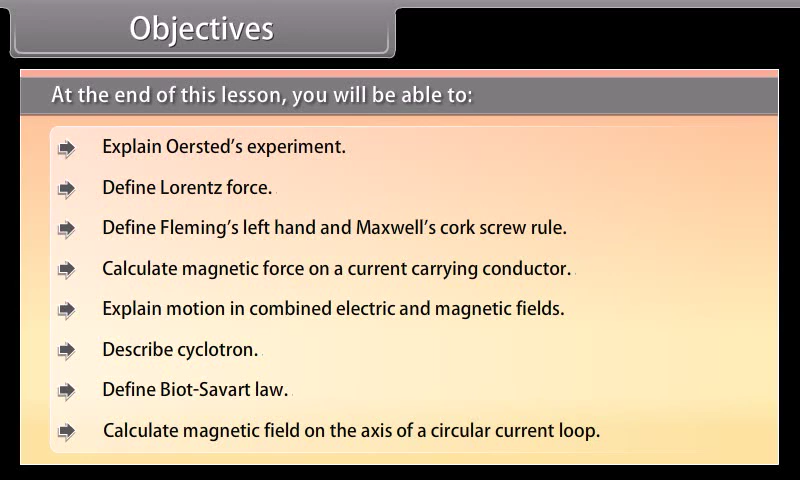 Objectives
At the end of this lesson, you will be able to:
Explain Oersted's experiment.
Define Lorentz force.
Define Fleming's left hand and Maxwell's cork screw rule.
Calculate magnetic force on a current carrying conductor.
Explain motion in combined electric and magnetic fields.
Describe cyclotron.
Define Biot-Savart law.
Calculate magnetic field on the axis of a circular current loop.